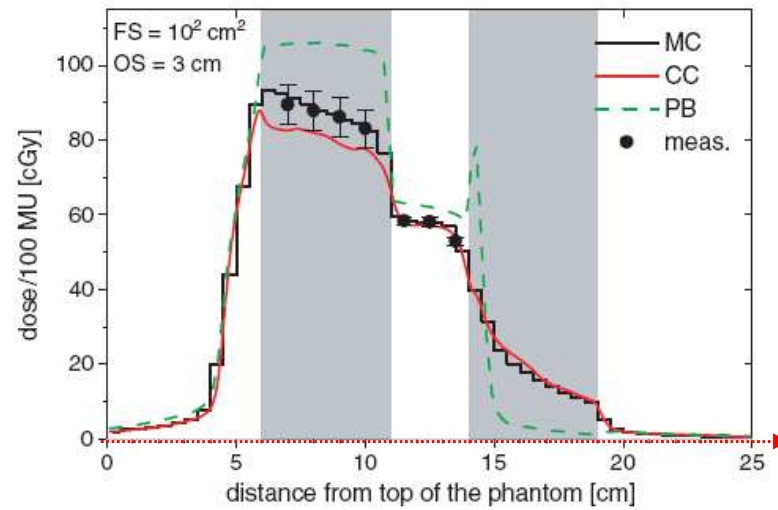 FS = 10² cm²
OS = 3 cm
MC
CC
PB
meas.
dose/100 MU [cGy]
100
80
60
40
20
0
0 5 10 15 20 25
distance from top of the phantom [cm]